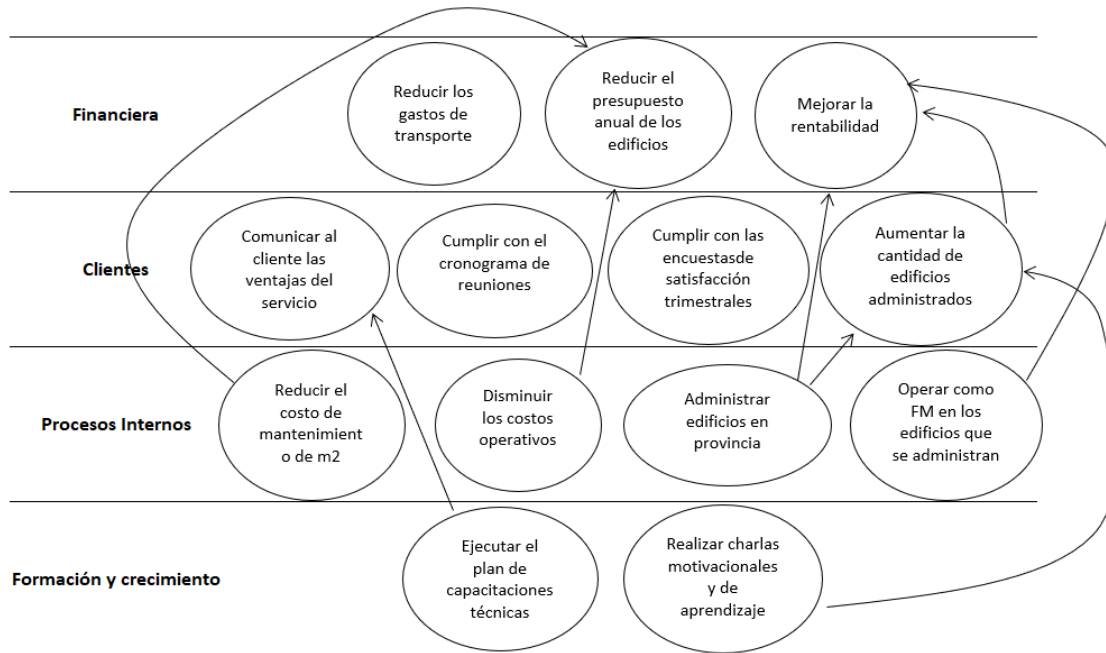 Financiera
Reducir los
gastos de
transporte
Reducir el
presupuesto
anual de los
edificios
Mejorar la
rentabilidad
Clientes
Comunicar al
cliente las
ventajas del
servicio
Cumplir con el
cronograma de
reuniones
Cumplir con las
encuestasde
satisfacción
trimestrales
Aumentar la
cantidad de
edificios
administrados
Procesos Internos
Reducir el
costo de
mantenimient
o de m2
Disminuir
los costos
operativos
Administrar
edificios en
provincia
Operar como
FM en los
edificios que
se administran
Formación y crecimiento
Ejecutar el
plan de
capacitaciones
técnicas
Realizar charlas
motivacionales
y de
aprendizaje